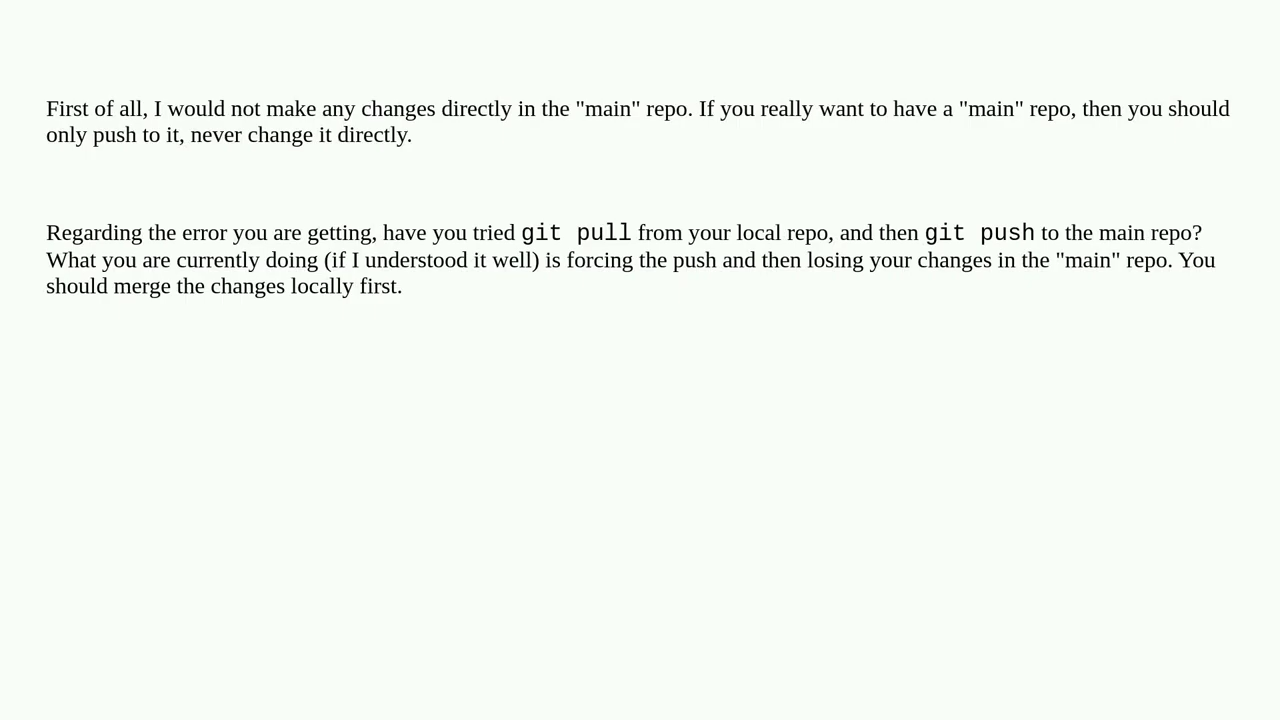 First of all, I would not make any changes directly in the "main" repo. If you really want to have a "main" repo, then you should
only push to it, never change it directly.
Regarding the error you are getting, have you tried git pull from your local repo, and then git push to the main repo?
What you are currently doing (if I understood it well) is forcing the push and then losing your changes in the "main" repo. You
should merge the changes locally first.